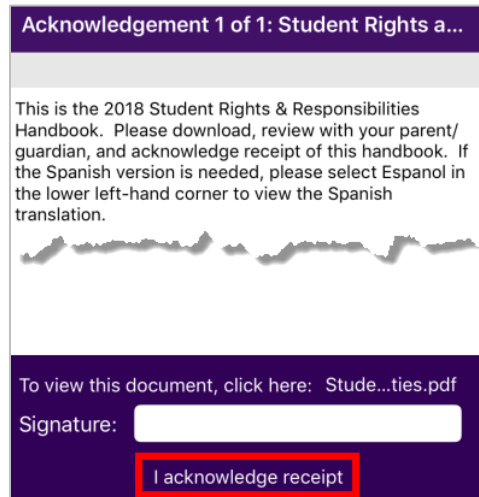 Acknowledgement 1 of 1: Student Rights a...
This is the 2018 Student Rights & Responsibilities
Handbook. Please download, review with your parent/
guardian, and acknowledge receipt of this handbook. If
the Spanish version is needed, please select Espanol in
the lower left-hand corner to view the Spanish
translation.
To view this document, click here: Stude...ties.pdf
Signature:
I acknowledge receipt